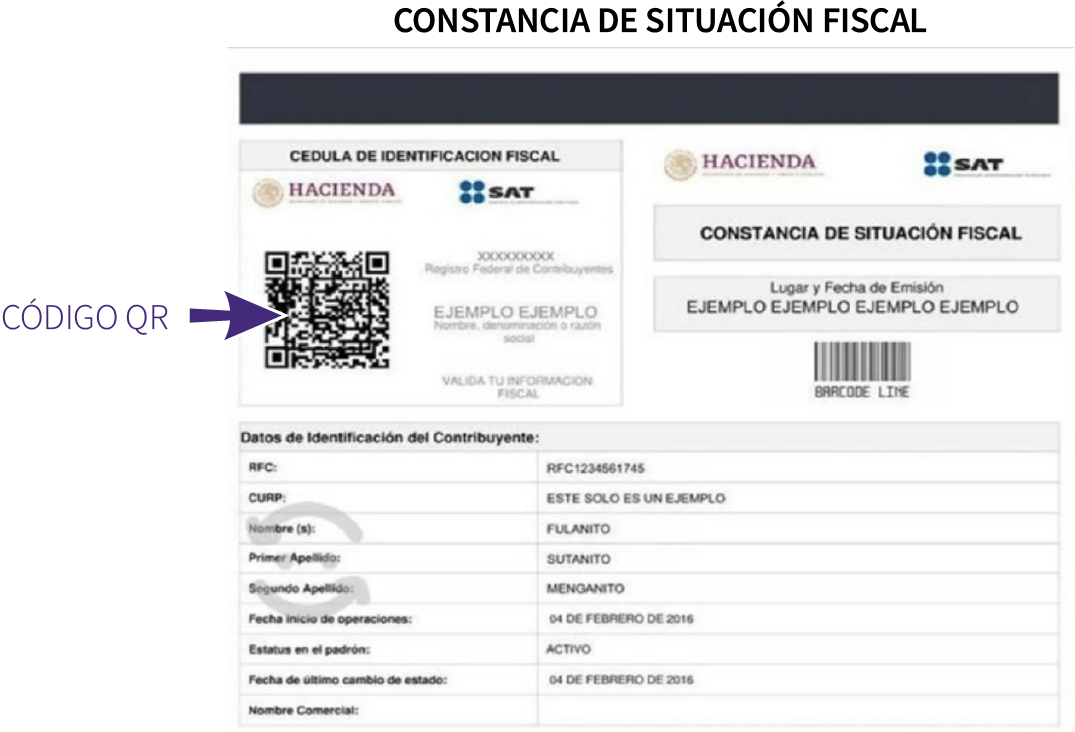 CONSTANCIA DE SITUACIÓN FISCAL
CEDULA DE IDENTIFICACION FISCAL
HACIENDA
SAT
XXXXXXXXX
Registro Federal de Contribuyentes
EJEMPLO EJEMPLO
Nombre, denominación o razón
social
VALIDA TU INFORMACION
FISCAL
CÓDIGO QR
HACIENDA
SAT
CONSTANCIA DE SITUACIÓN FISCAL
Lugar y Fecha de Emisión
EJEMPLO EJEMPLO EJEMPLO EJEMPLO
BARCODE LINE
Datos de Identificación del Contribuyente:
RFC: RFC1234561745
CURP: ESTE SOLO ES UN EJEMPLO
Nombre (s): FULANITO
Primer Apellido: SUTANITO
Segundo Apellido: MENGANITO
Fecha inicio de operaciones: 04 DE FEBRERO DE 2016
Estatus en el padrón: ACTIVO
Fecha de último cambio de estado: 04 DE FEBRERO DE 2016
Nombre Comercial: